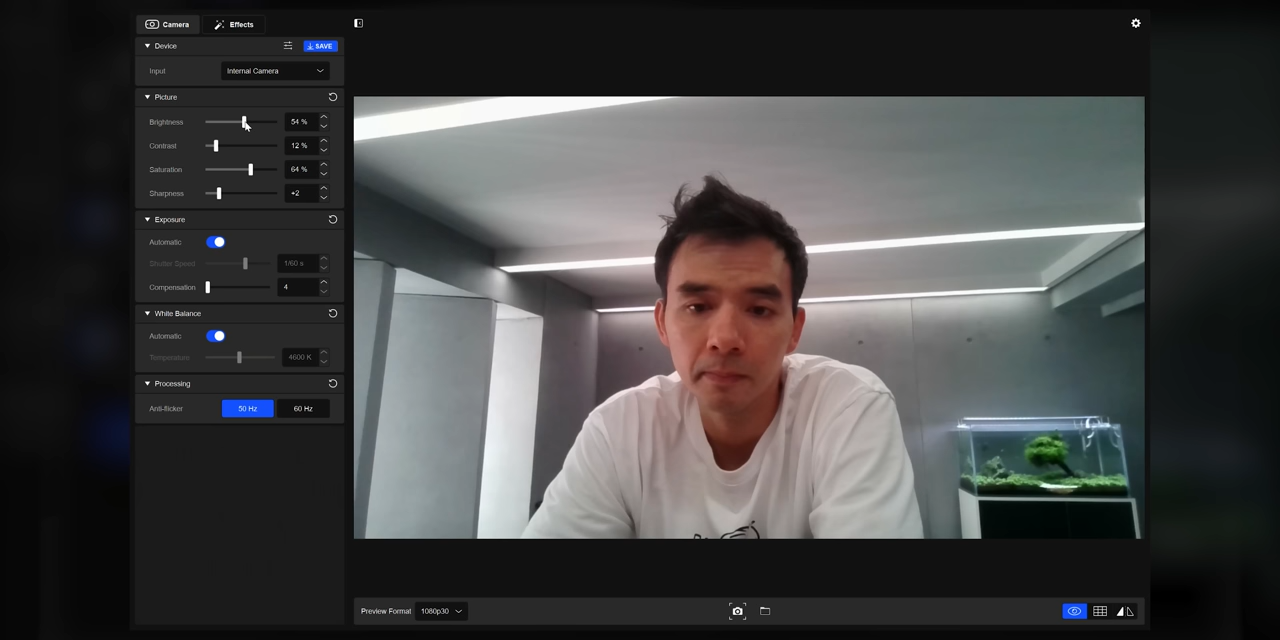 Camera
Effects
Device
SAVE
Input
Internal Camera
Picture
Brightness
54 %
Contrast
12 %
Saturation
64 %
Sharpness
+2
Exposure
Automatic
Shutter Speed
1/60 s
Compensation
4
White Balance
Automatic
Temperature
4600 K
Processing
Anti-flicker
50 Hz
60 Hz
Preview Format
1080p30